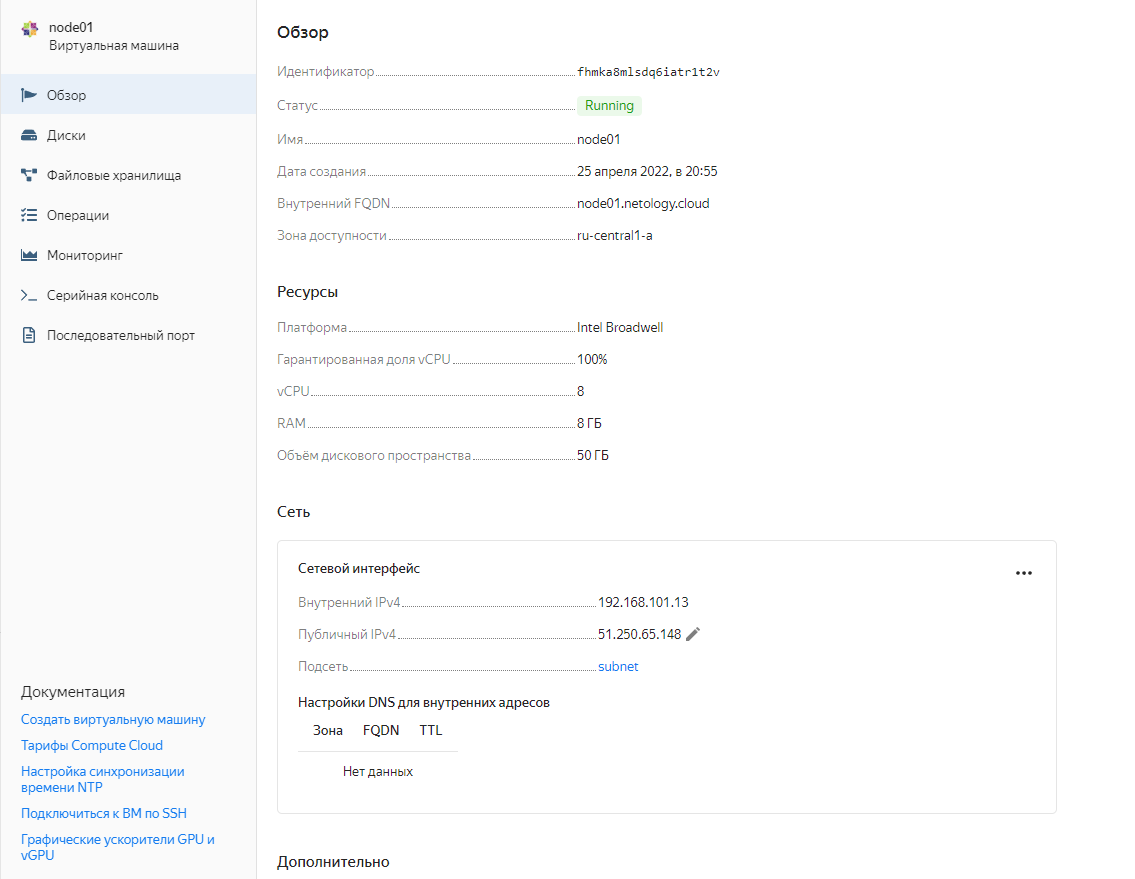 node01
Виртуальная машина
Обзор
Диски
Файловые хранилища
Операции
Мониторинг
Серийная консоль
Последовательный порт
Документация
Создать виртуальную машину
Тарифы Compute Cloud
Настройка синхронизации
времени NTP
Подключиться к ВМ по SSH
Графические ускорители GPU и
vGPU
Обзор
Идентификатор fhmka8mlsdq6iatr1t2v
Статус Running
Имя node01
Дата создания 25 апреля 2022, в 20:55
Внутренний FQDN node01.netology.cloud
Зона доступности ru-central1-a
Ресурсы
Платформа Intel Broadwell
Гарантированная доля vCPU 100%
vCPU 8
RAM 8 ГБ
Объём дискового пространства 50 ГБ
Сеть
Сетевой интерфейс
Внутренний IPv4 192.168.101.13
Публичный IPv4 51.250.65.148
Подсеть subnet
Настройки DNS для внутренних адресов
Зона FQDN TTL
Нет данных
Дополнительно